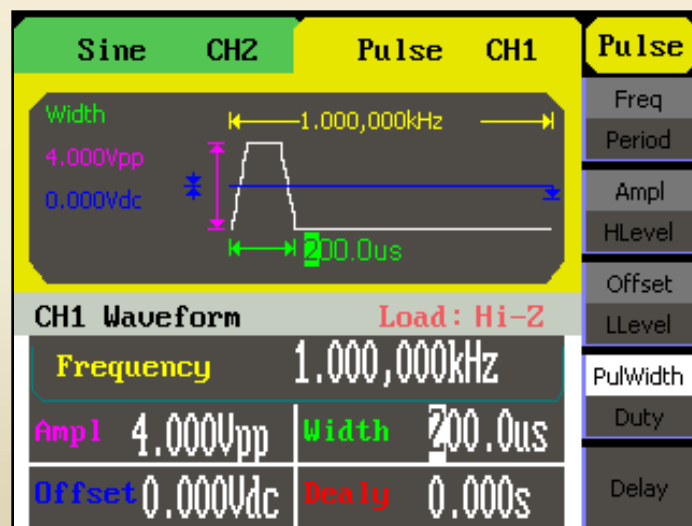 Sine CH2 Pulse CH1 Pulse
Width 1.000,000kHz
4.000Vpp
0.000Vdc
200.0us
CH1 Waveform Load: Hi-Z
Frequency 1.000,000kHz
Ampl 4.000Vpp Width 200.0us
Offset 0.000Vdc Dealy 0.000s
Freq
Period
Ampl
HLevel
Offset
LLevel
PulWidth
Duty
Delay